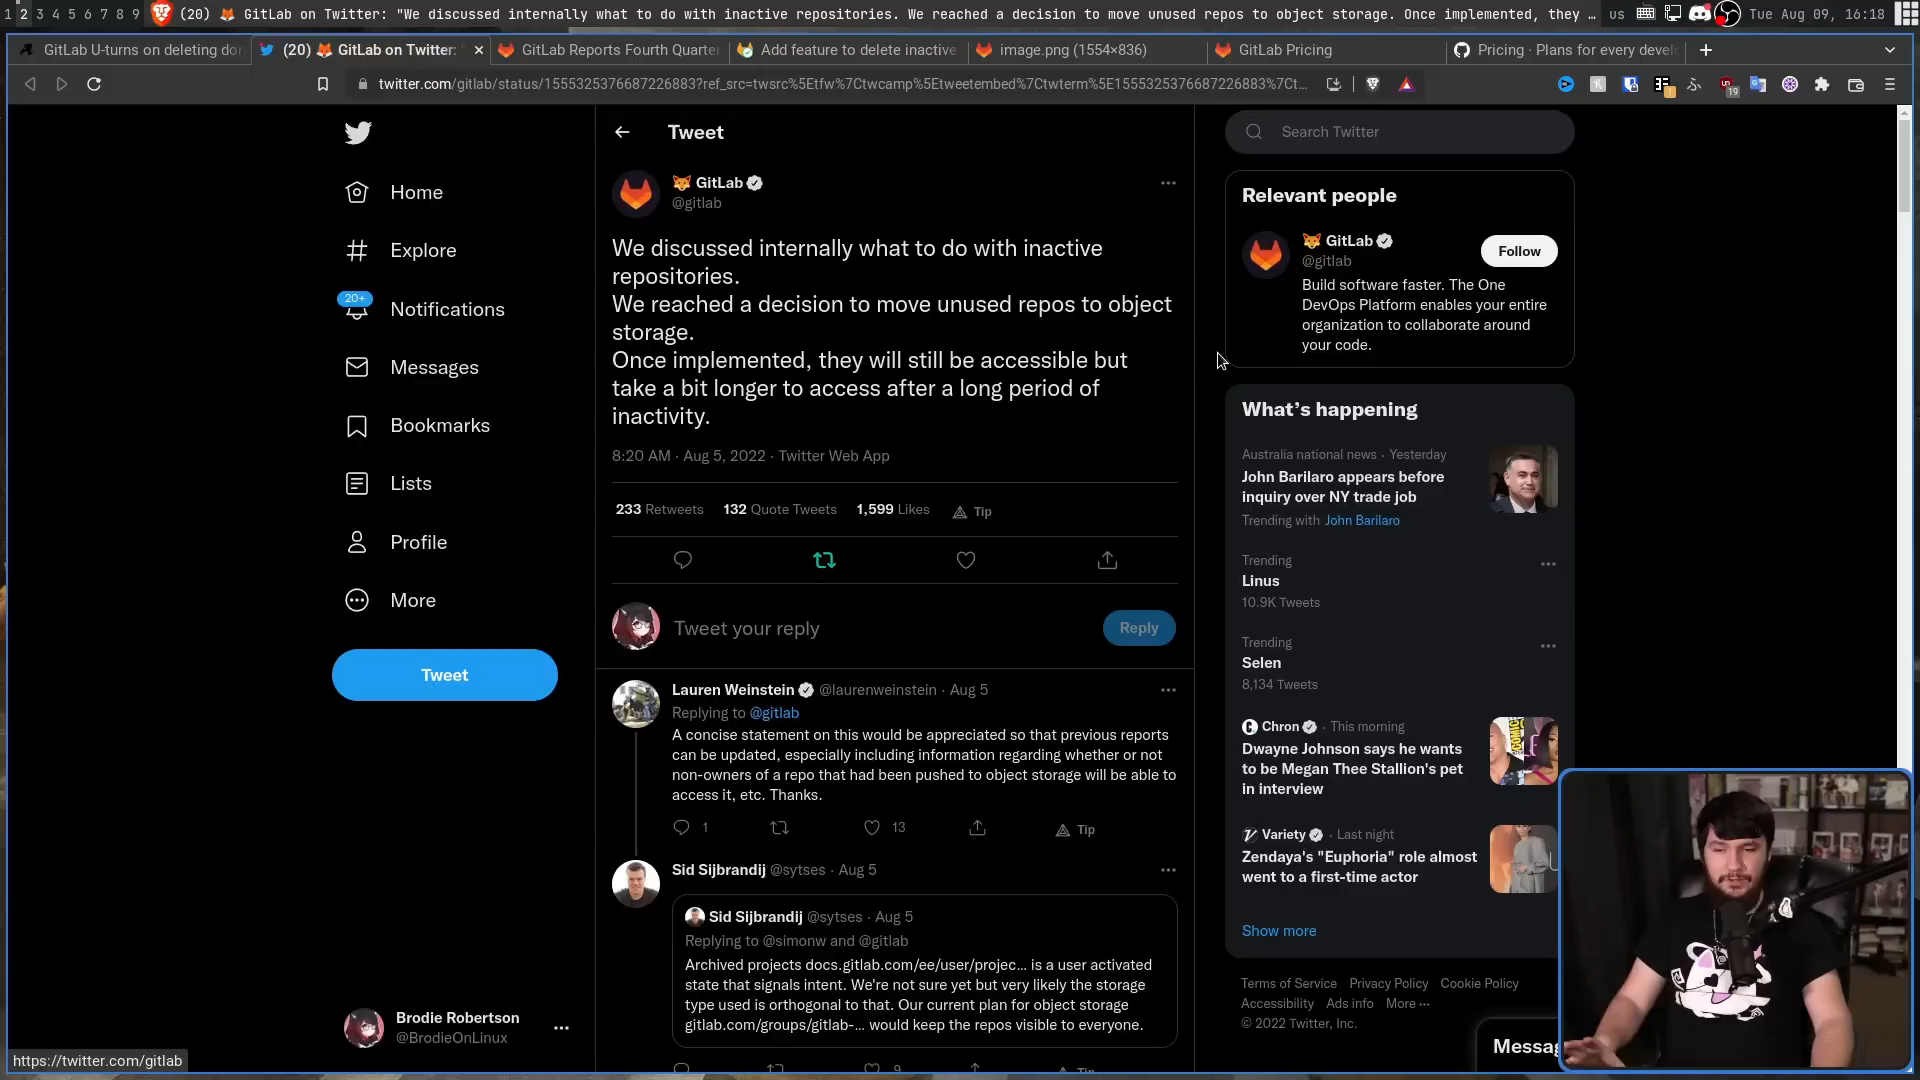 1 2 3 4 5 6 7 8 9
(20) 🦊 GitLab on Twitter: "We discussed internally what to do with inactive repositories. We reached a decision to move unused repos to object storage. Once implemented, they …
us
Tue Aug 09, 16:18
GitLab U-turns on deleting dor
(20) 🦊 GitLab on Twitter: "
GitLab Reports Fourth Quarter
Add feature to delete inactive
image.png (1554×836)
GitLab Pricing
Pricing · Plans for every devel
twitter.com/gitlab/status/1555325376687226883?ref_src=twsrc%5Etfw%7Ctwcamp%5Etweetembed%7Ctwterm%5E1555325376687226883%7Ct...
1
19
Home
Explore
20+
Notifications
Messages
Bookmarks
Lists
Profile
More
Tweet
Brodie Robertson
@BrodieOnLinux
https://twitter.com/gitlab
Tweet
🦊 GitLab
@gitlab
We discussed internally what to do with inactive
repositories.
We reached a decision to move unused repos to object
storage.
Once implemented, they will still be accessible but
take a bit longer to access after a long period of
inactivity.
8:20 AM · Aug 5, 2022 · Twitter Web App
233 Retweets 132 Quote Tweets 1,599 Likes Tip
Tweet your reply
Reply
Lauren Weinstein @laurenweinstein · Aug 5
Replying to @gitlab
A concise statement on this would be appreciated so that previous reports
can be updated, especially including information regarding whether or not
non-owners of a repo that had been pushed to object storage will be able to
access it, etc. Thanks.
1 13 Tip
Sid Sijbrandij @sytses · Aug 5
Sid Sijbrandij @sytses · Aug 5
Replying to @simonw and @gitlab
Archived projects docs.gitlab.com/ee/user/projec... is a user activated
state that signals intent. We're not sure yet but very likely the storage
type used is orthogonal to that. Our current plan for object storage
gitlab.com/groups/gitlab-... would keep the repos visible to everyone.
9 Tip
Search Twitter
Relevant people
🦊 GitLab
@gitlab
Follow
Build software faster. The One
DevOps Platform enables your entire
organization to collaborate around
your code.
What's happening
Australia national news · Yesterday
John Barilaro appears before
inquiry over NY trade job
Trending with John Barilaro
Trending
Linus
10.9K Tweets
Trending
Selen
8,134 Tweets
Chron · This morning
Dwayne Johnson says he wants
to be Megan Thee Stallion's pet
in interview
Variety · Last night
Zendaya's "Euphoria" role almost
went to a first-time actor
Show more
Terms of Service Privacy Policy Cookie Policy
Accessibility Ads info More ···
© 2022 Twitter, Inc.
Messa